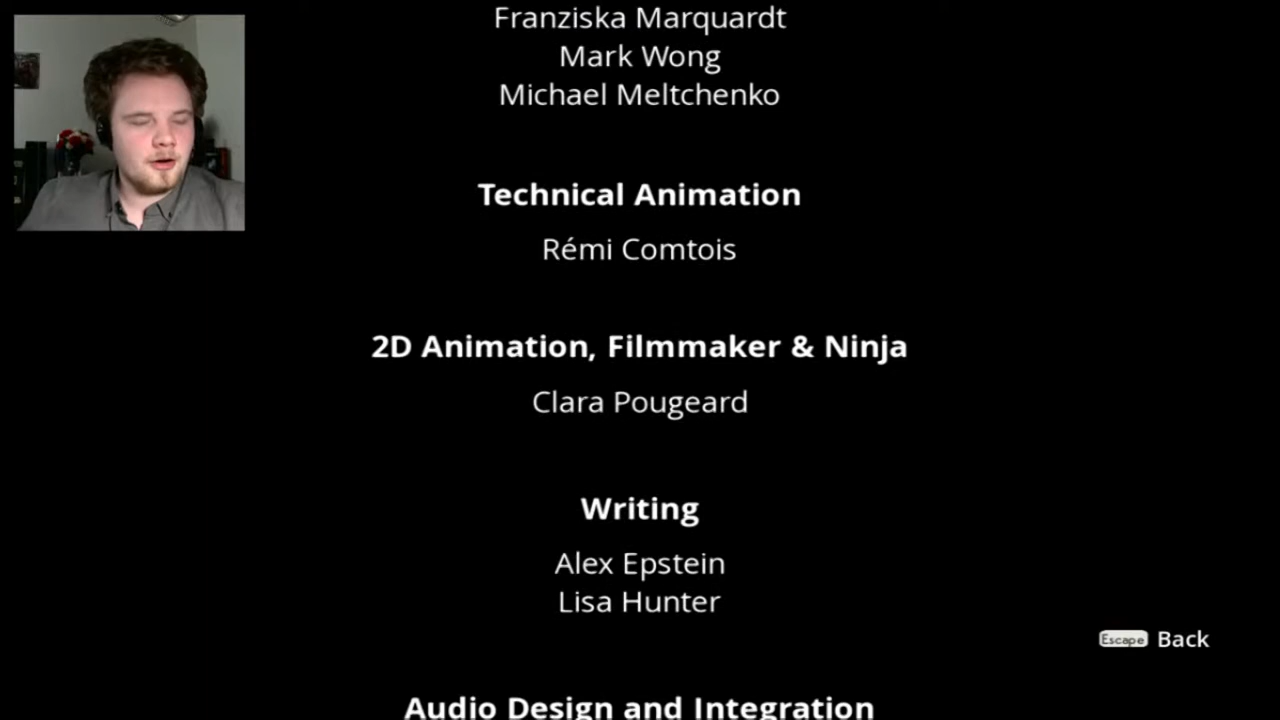 Franziska Marquardt
Mark Wong
Michael Meltchenko
Technical Animation
Rémi Comtois
2D Animation, Filmmaker & Ninja
Clara Pougeard
Writing
Alex Epstein
Lisa Hunter
Escape Back
Audio Design and Integration